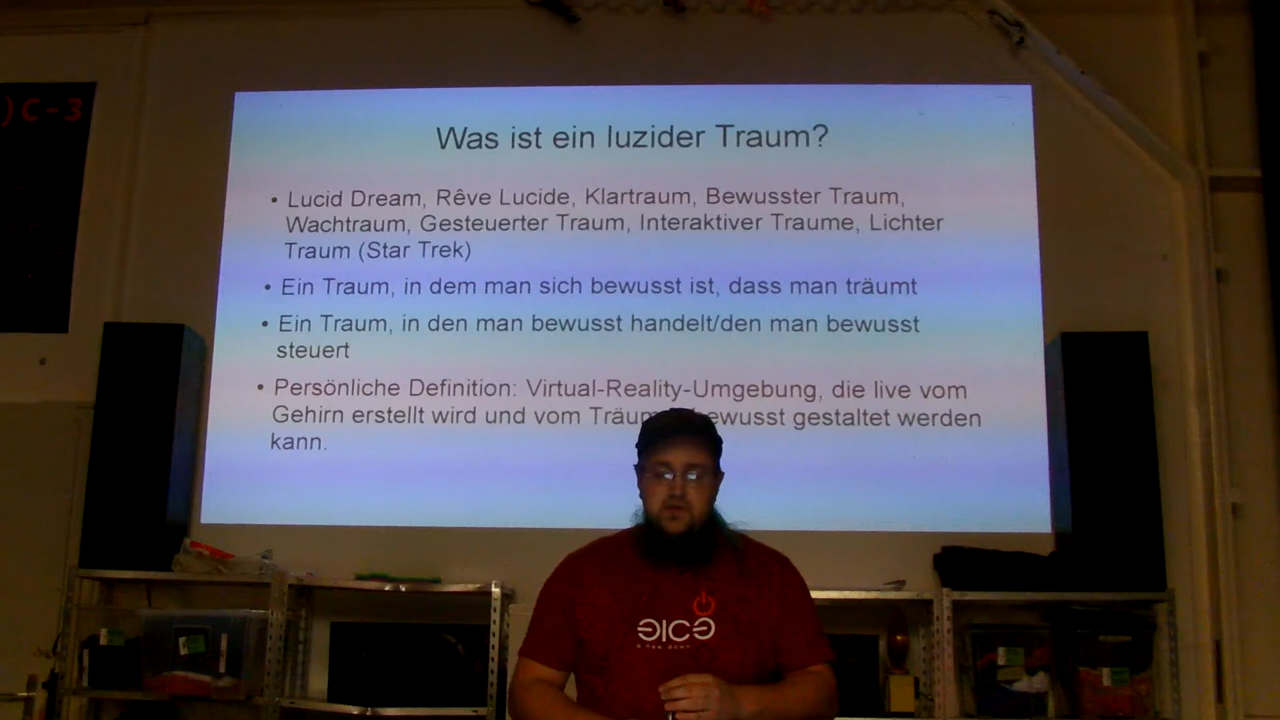 )C-3
Was ist ein luzider Traum?
• Lucid Dream, Rêve Lucide, Klartraum, Bewusster Traum,
Wachtraum, Gesteuerter Traum, Interaktiver Traume, Lichter
Traum (Star Trek)
• Ein Traum, in dem man sich bewusst ist, dass man träumt
• Ein Traum, in den man bewusst handelt/den man bewusst
steuert
• Persönliche Definition: Virtual-Reality-Umgebung, die live vom
Gehirn erstellt wird und vom bewusst gestaltet werden
kann.